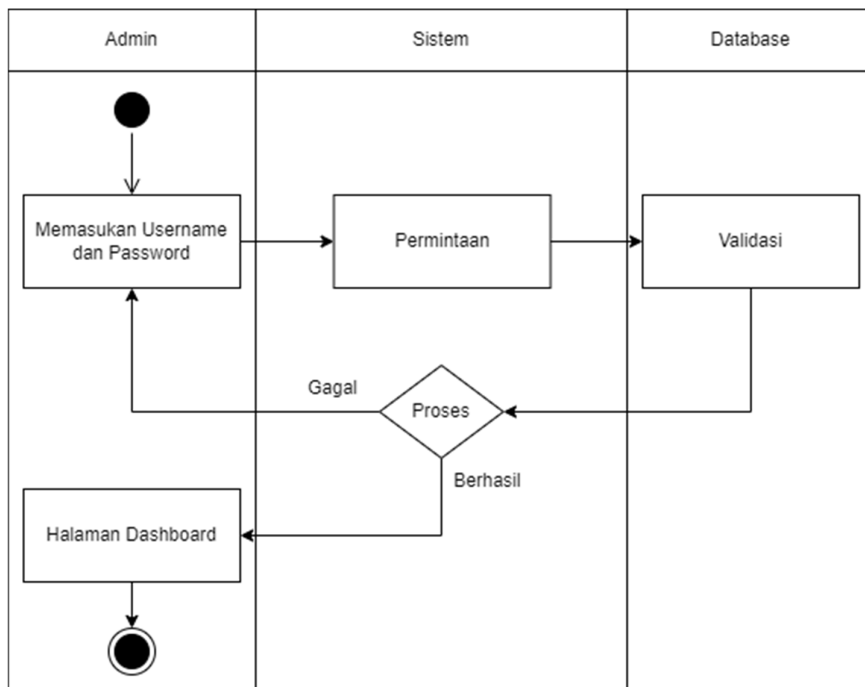 Admin
Sistem
Database
Memasukan Username
dan Password
Permintaan
Validasi
Gagal
Proses
Berhasil
Halaman Dashboard